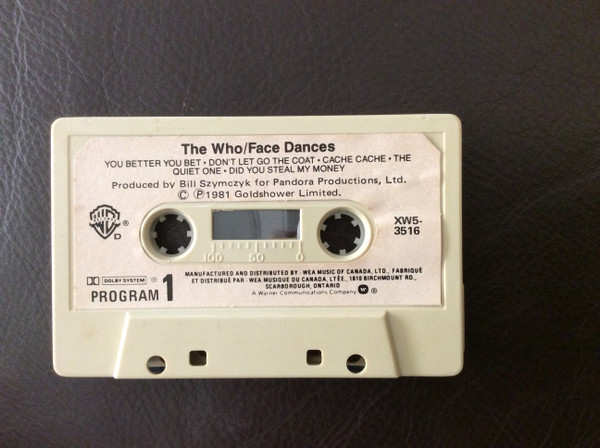 The Who/Face Dances
YOU BETTER YOU BET • DON'T LET GO THE COAT • CACHE CACHE • THE
QUIET ONE • DID YOU STEAL MY MONEY
Produced by Bill Szymczyk for Pandora Productions, Ltd.
© ℗ 1981 Goldshower Limited.
WB ®
D
XW5-
3516
100 50 0
DOLBY SYSTEM ®
PROGRAM 1
MANUFACTURED AND DISTRIBUTED BY - WEA MUSIC OF CANADA, LTD., FABRIQUÉ
ET DISTRIBUÉ PAR - WEA MUSIQUE DU CANADA, LTÉE., 1810 BIRCHMOUNT RD.,
SCARBOROUGH, ONTARIO
A Warner Communications Company ®